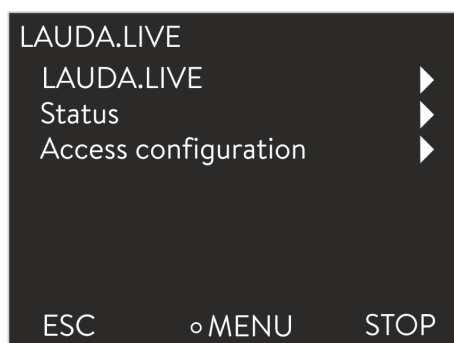 LAUDA.LIVE
LAUDA.LIVE
Status
Access configuration
ESC MENU STOP